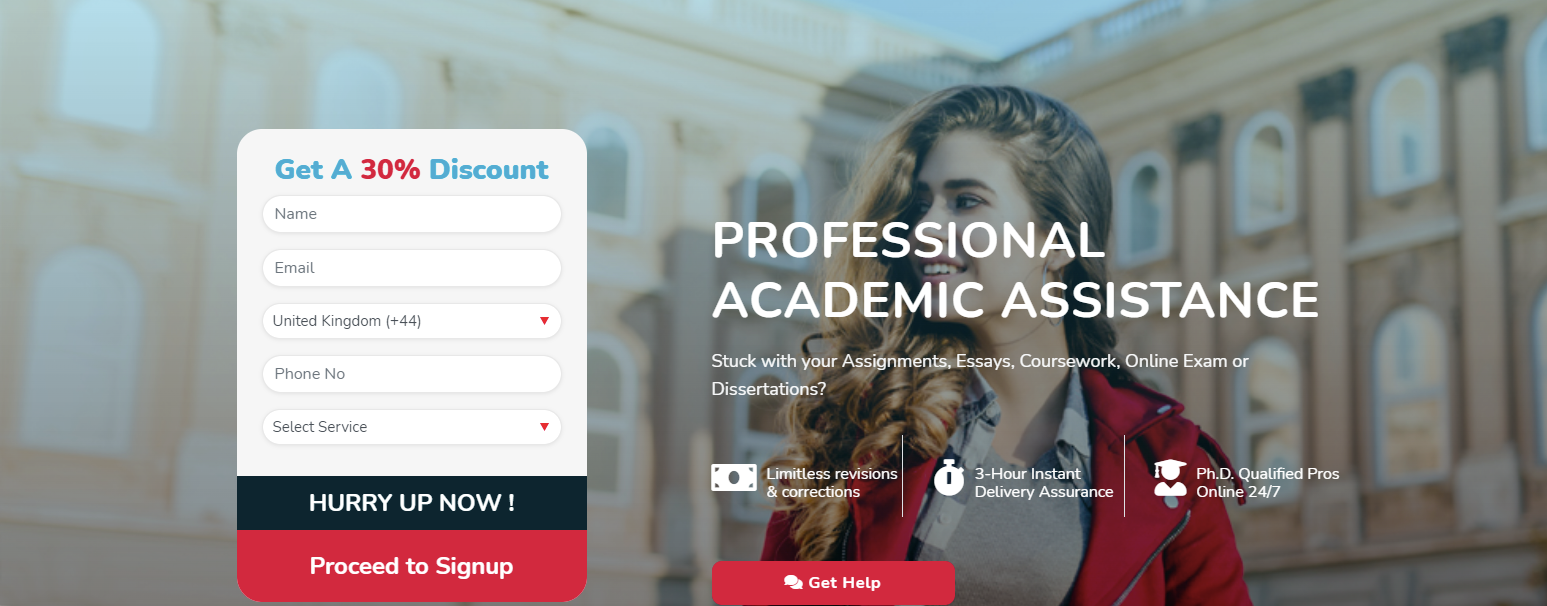 Get A 30% Discount
Name
Email
United Kingdom (+44)
Phone No
Select Service
HURRY UP NOW !
Proceed to Signup
PROFESSIONAL
ACADEMIC ASSISTANCE
Stuck with your Assignments, Essays, Coursework, Online Exam or
Dissertations?
Limitless revisions
& corrections
3-Hour Instant
Delivery Assurance
Ph.D. Qualified Pros
Online 24/7
Get Help